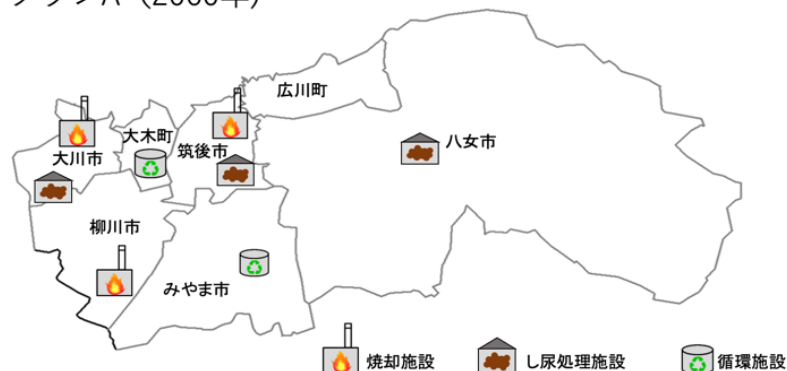 広川町
八女市
大木町
筑後市
大川市
柳川市
みやま市
焼却施設
し尿処理施設
循環施設